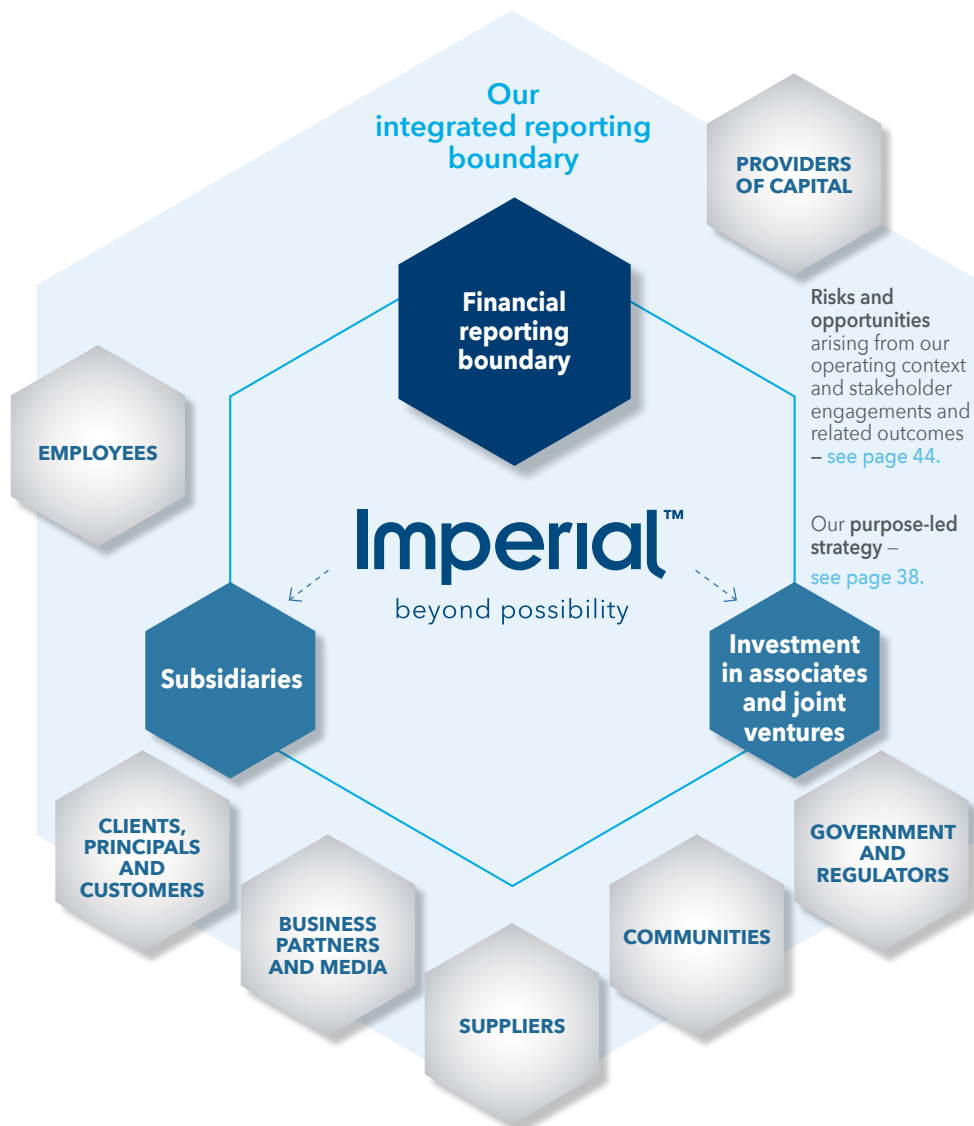 Our
integrated reporting
boundary
PROVIDERS
OF CAPITAL
Financial
reporting
boundary
Risks and
opportunities
arising from our
operating context
and stakeholder
engagements and
related outcomes
– see page 44.
EMPLOYEES
Imperial™
beyond possibility
Our purpose-led
strategy –
see page 38.
Subsidiaries
Investment
in associates
and joint
ventures
CLIENTS,
PRINCIPALS
AND
CUSTOMERS
GOVERNMENT
AND
REGULATORS
BUSINESS
PARTNERS
AND MEDIA
COMMUNITIES
SUPPLIERS